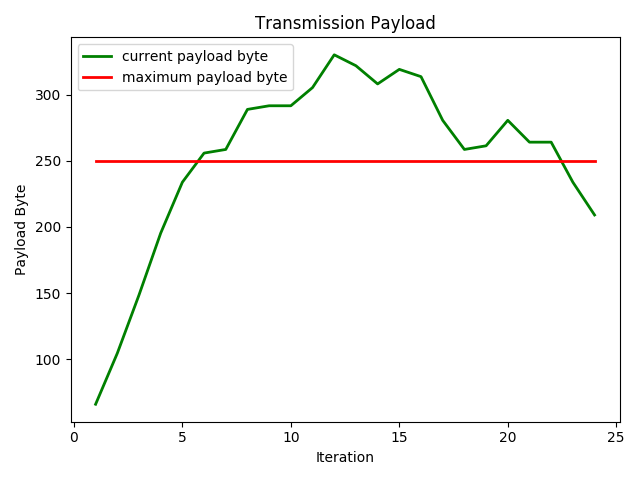 Transmission Payload
current payload byte
maximum payload byte
300
250
200
150
100
Payload Byte
0 5 10 15 20 25
Iteration